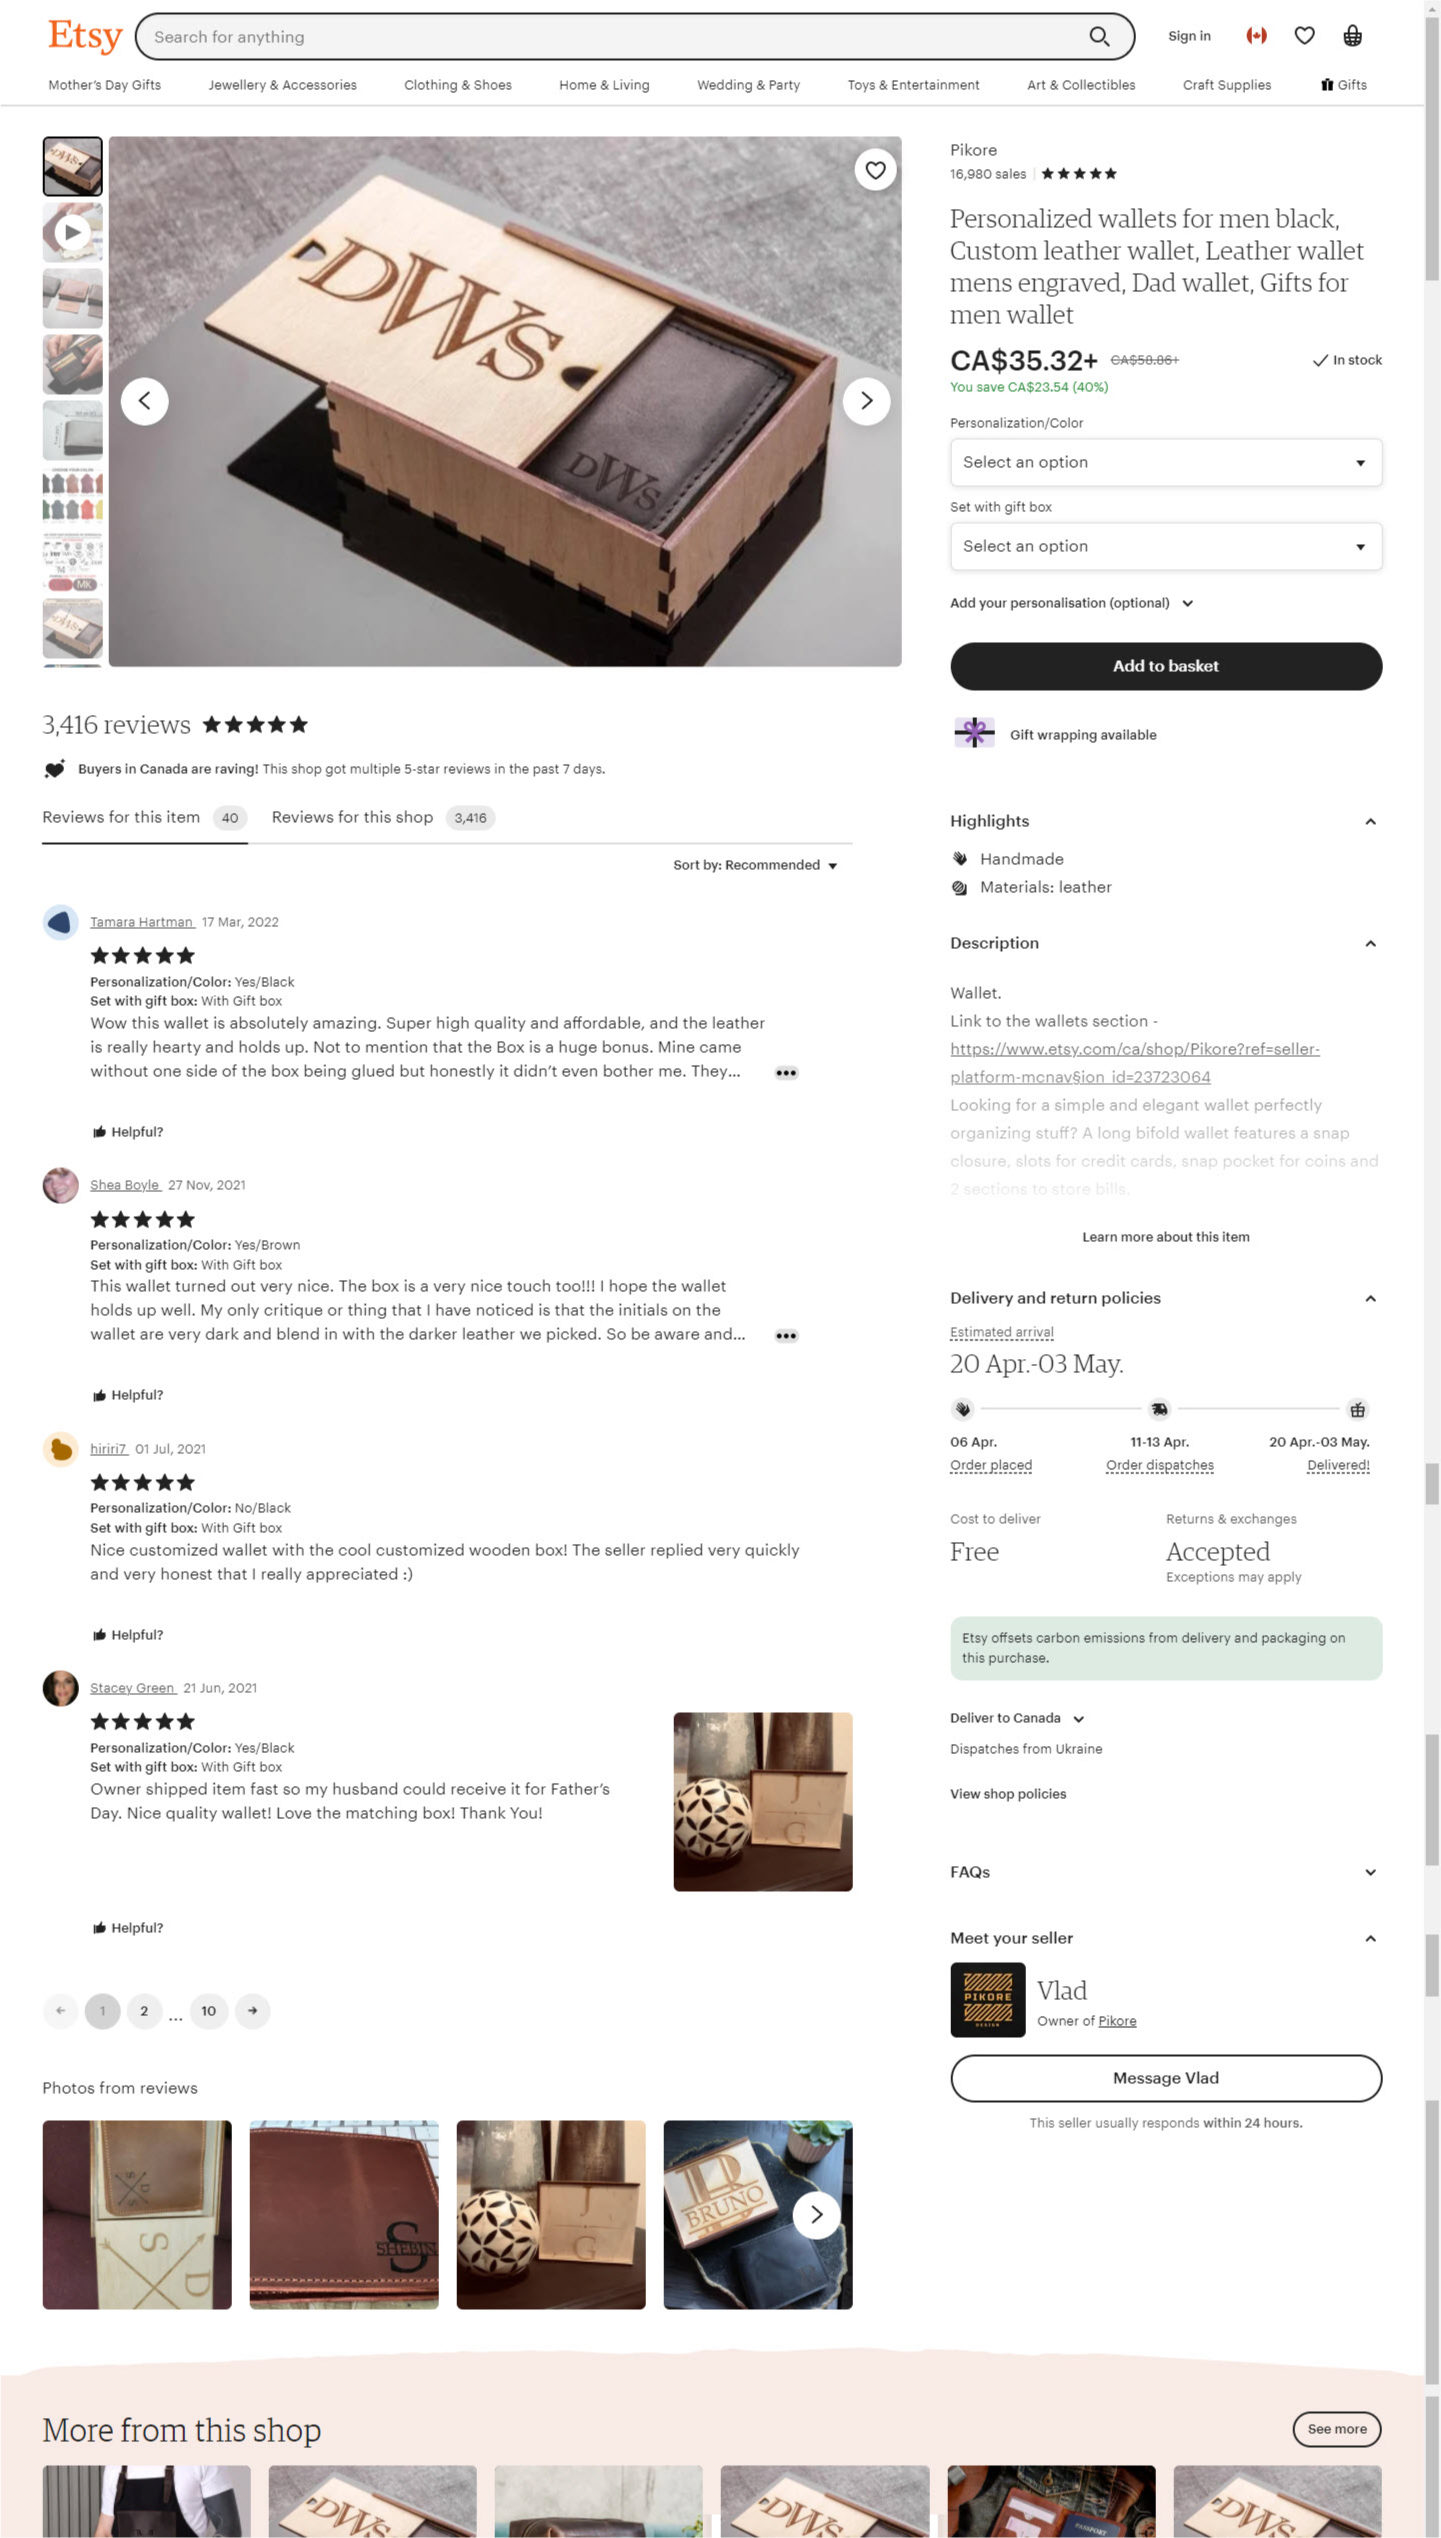 Etsy
Search for anything
Sign in
Mother's Day Gifts
Jewellery & Accessories
Clothing & Shoes
Home & Living
Wedding & Party
Toys & Entertainment
Art & Collectibles
Craft Supplies
Gifts
DWS
DWS
Pikore
16,980 sales
Personalized wallets for men black,
Custom leather wallet, Leather wallet
mens engraved, Dad wallet, Gifts for
men wallet
CA$35.32+ CA$58.86+
In stock
You save CA$23.54 (40%)
Personalization/Color
Select an option
Set with gift box
Select an option
Add your personalisation (optional)
Add to basket
Gift wrapping available
3,416 reviews
Buyers in Canada are raving! This shop got multiple 5-star reviews in the past 7 days.
Reviews for this item 40
Reviews for this shop 3,416
Sort by: Recommended
Tamara Hartman 17 Mar, 2022
Personalization/Color: Yes/Black
Set with gift box: With Gift box
Wow this wallet is absolutely amazing. Super high quality and affordable, and the leather
is really hearty and holds up. Not to mention that the Box is a huge bonus. Mine came
without one side of the box being glued but honestly it didn't even bother me. They...
Helpful?
Shea Boyle 27 Nov, 2021
Personalization/Color: Yes/Brown
Set with gift box: With Gift box
This wallet turned out very nice. The box is a very nice touch too!!! I hope the wallet
holds up well. My only critique or thing that I have noticed is that the initials on the
wallet are very dark and blend in with the darker leather we picked. So be aware and...
Helpful?
hiriri7 01 Jul, 2021
Personalization/Color: No/Black
Set with gift box: With Gift box
Nice customized wallet with the cool customized wooden box! The seller replied very quickly
and very honest that I really appreciated :)
Helpful?
Stacey Green 21 Jun, 2021
Personalization/Color: Yes/Black
Set with gift box: With Gift box
Owner shipped item fast so my husband could receive it for Father's
Day. Nice quality wallet! Love the matching box! Thank You!
J
G
Helpful?
1 2 ... 10
Photos from reviews
S
D
SHEBIN
S
J
G
R
BRUNO
Highlights
Handmade
Materials: leather
Description
Wallet.
Link to the wallets section -
https://www.etsy.com/ca/shop/Pikore?ref=seller-
platform-mcnav§ion_id=23723064
Looking for a simple and elegant wallet perfectly
organizing stuff? A long bifold wallet features a snap
closure, slots for credit cards, snap pocket for coins and
2 sections to store bills.
Learn more about this item
Delivery and return policies
Estimated arrival
20 Apr.-03 May.
06 Apr.
Order placed
11-13 Apr.
Order dispatches
20 Apr.-03 May.
Delivered!
Cost to deliver
Free
Returns & exchanges
Accepted
Exceptions may apply
Etsy offsets carbon emissions from delivery and packaging on
this purchase.
Deliver to Canada
Dispatches from Ukraine
View shop policies
FAQs
Meet your seller
PIKORE
DESIGN
Vlad
Owner of Pikore
Message Vlad
This seller usually responds within 24 hours.
More from this shop
See more
DWS
DWS
PASSPORT
DWS